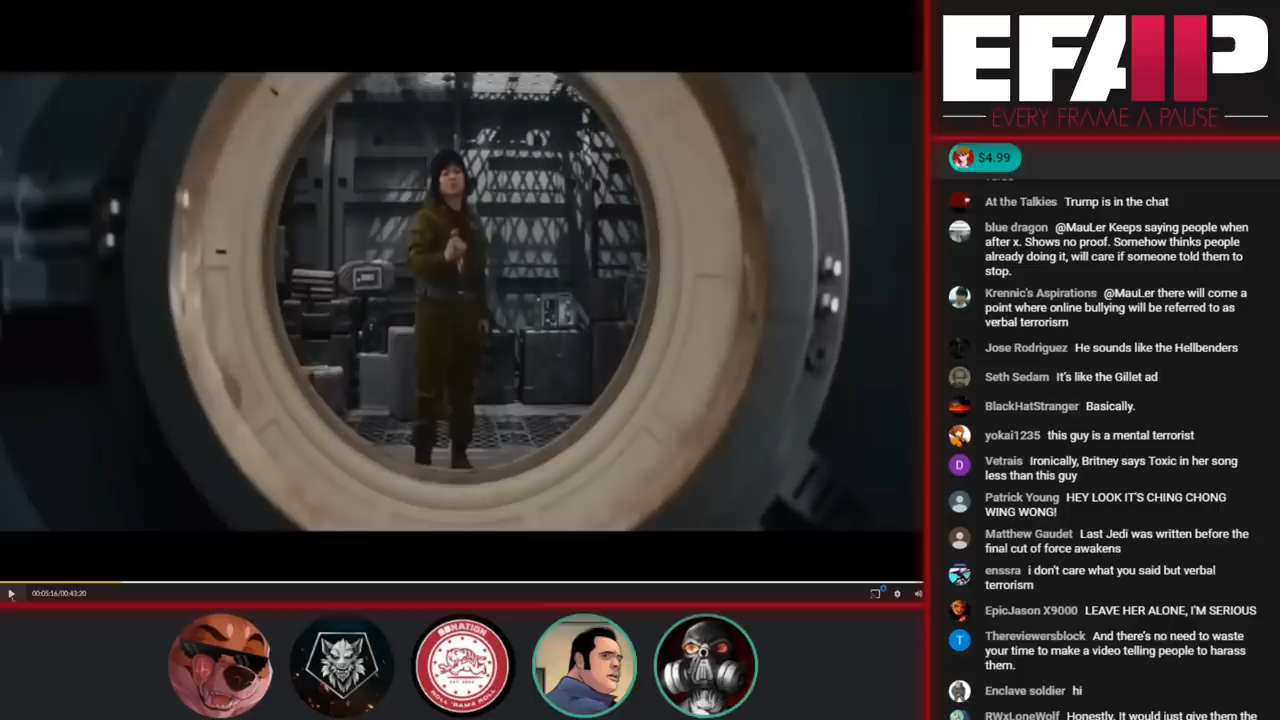 EFAP
EVERY FRAME A PAUSE
$4.99
At the Talkies Trump is in the chat
blue dragon @MauLer Keeps saying people when
after x. Shows no proof. Somehow thinks people
already doing it, will care if someone told them to
stop.
Krennic's Aspirations @MauLer there will come a
point where online bullying will be referred to as
verbal terrorism
Jose Rodriguez He sounds like the Hellbenders
Seth Sedam It's like the Gillet ad
BlackHatStranger Basically.
yokai1235 this guy is a mental terrorist
D
Vetrais Ironically, Britney says Toxic in her song
less than this guy
Patrick Young HEY LOOK IT'S CHING CHONG
WING WONG!
Matthew Gaudet Last Jedi was written before the
final cut of force awakens
enssra i don't care what you said but verbal
terrorism
EpicJason X9000 LEAVE HER ALONE, I'M SERIOUS
T
Thereviewersblock And there's no need to waste
your time to make a video telling people to harass
them.
Enclave soldier hi
RWxLoneWolf Honestly. It would just give them the
00:05:16/00:43:20